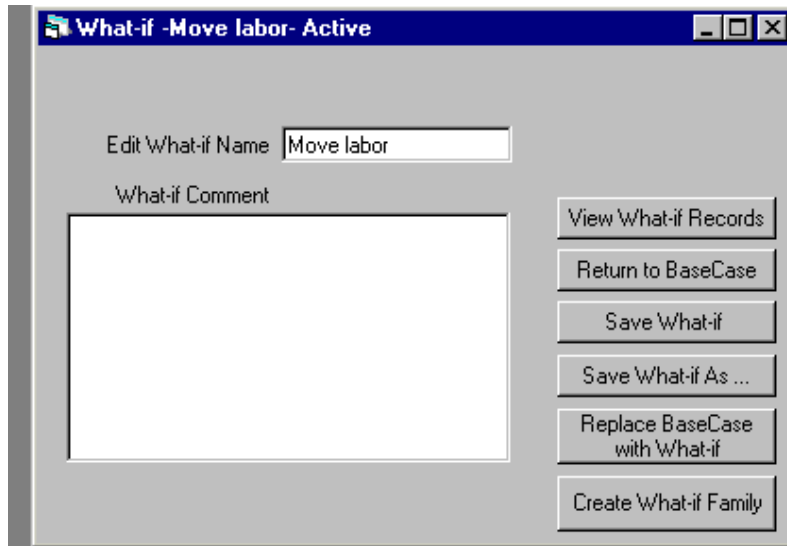 What-if -Move labor- Active
Edit What-if Name
Move labor
What-if Comment
View What-if Records
Return to BaseCase
Save What-if
Save What-if As ...
Replace BaseCase
with What-if
Create What-if Family